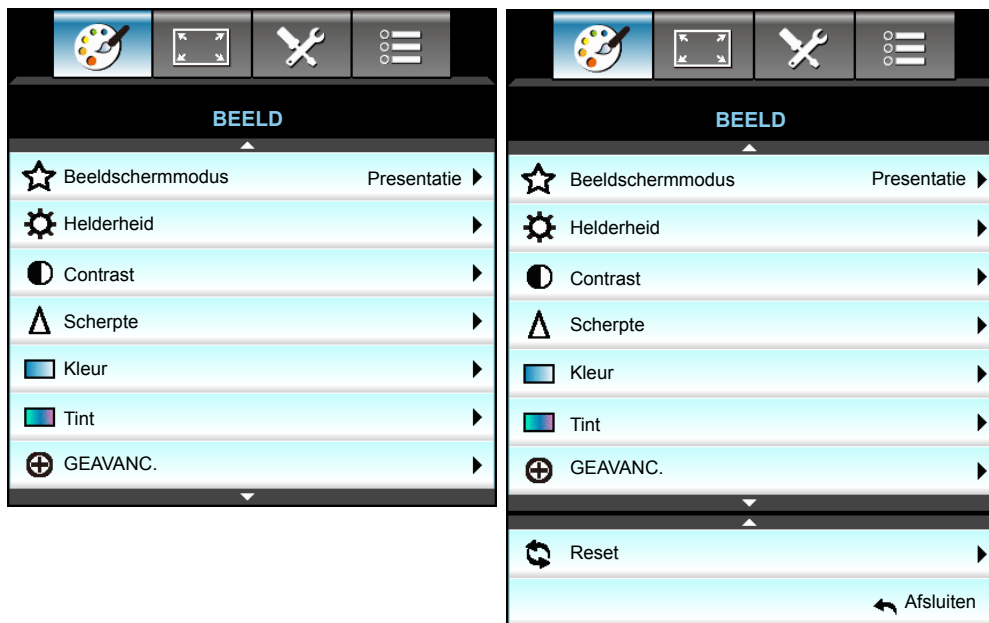 BEELD
Beeldschermmodus Presentatie
Helderheid
Contrast
Scherpte
Kleur
Tint
GEAVANC.
BEELD
Beeldschermmodus Presentatie
Helderheid
Contrast
Scherpte
Kleur
Tint
GEAVANC.
Reset
Afsluiten